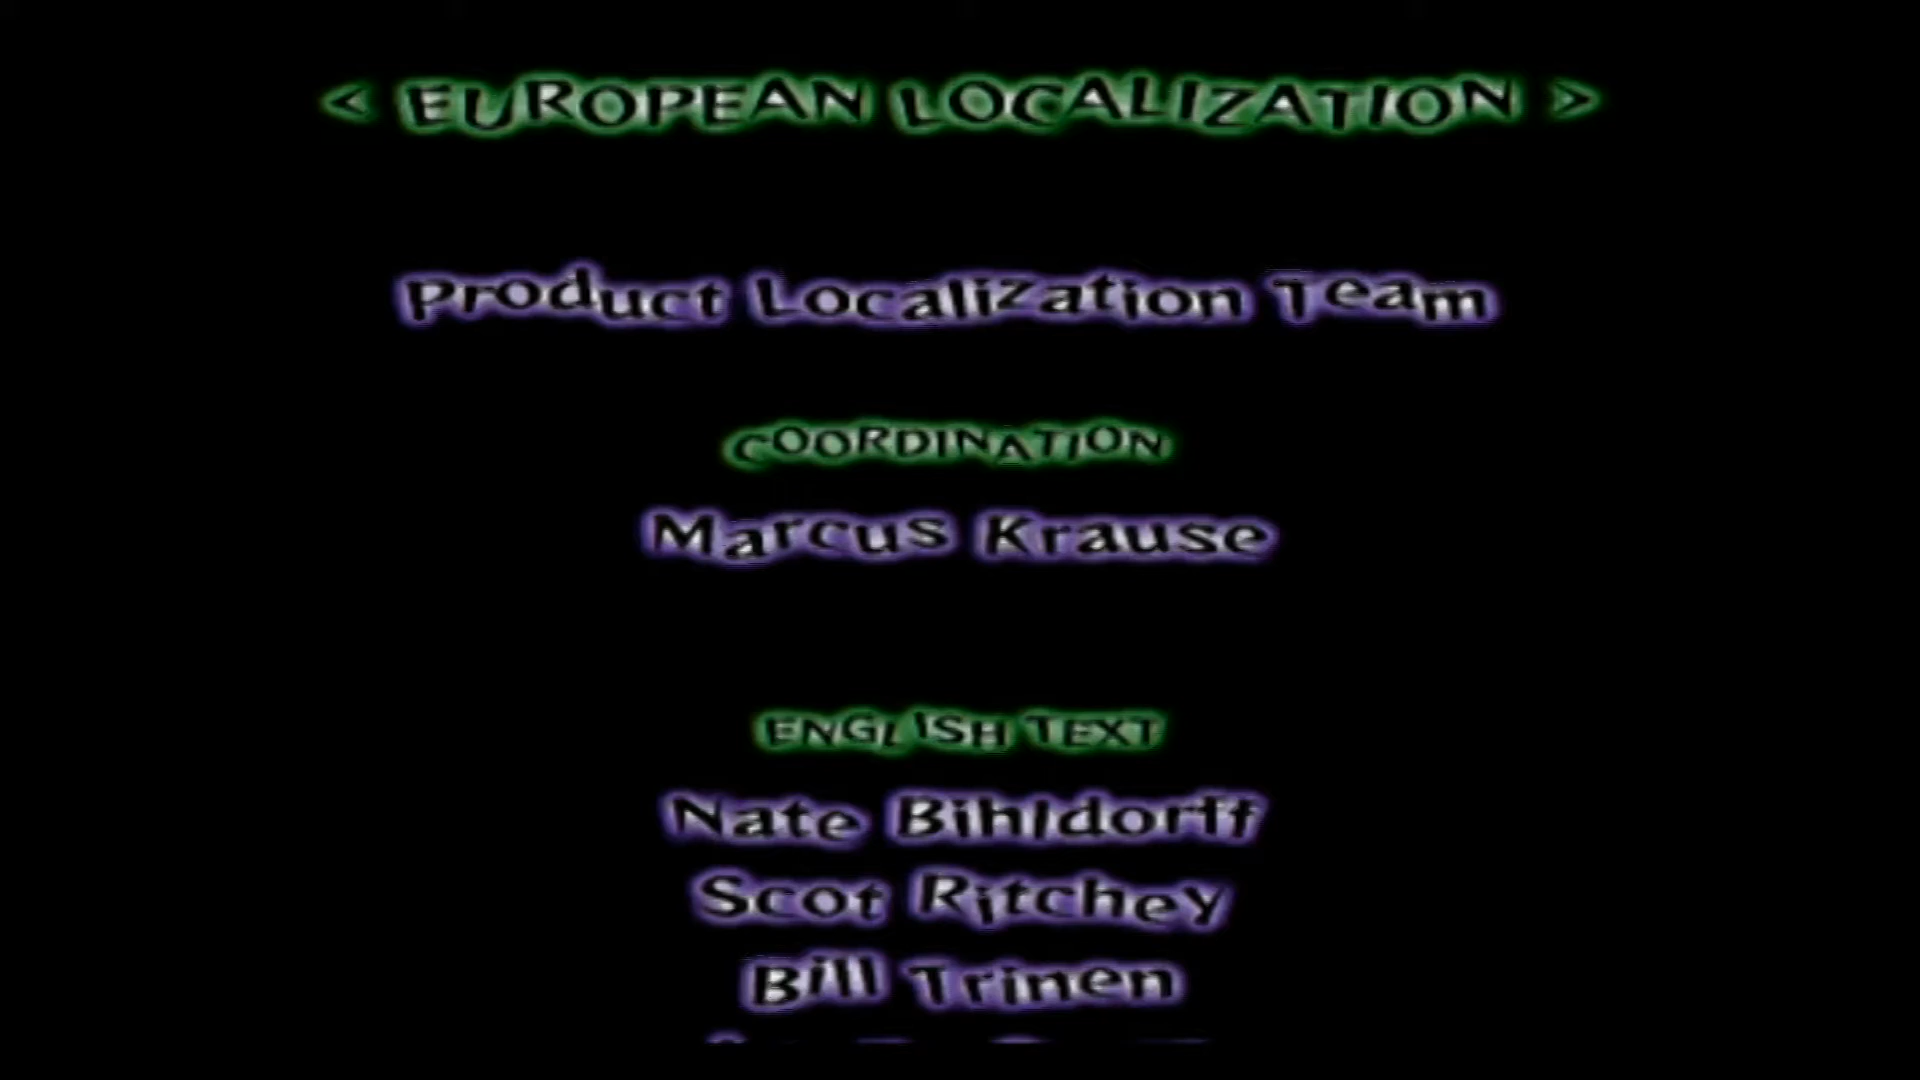 < EUROPEAN LOCALIZATION >
Product Localization Team
COORDINATION
Marcus Krause
ENGLISH TEXT
Nate Bihldorff
Scot Ritchey
Bill Trinen